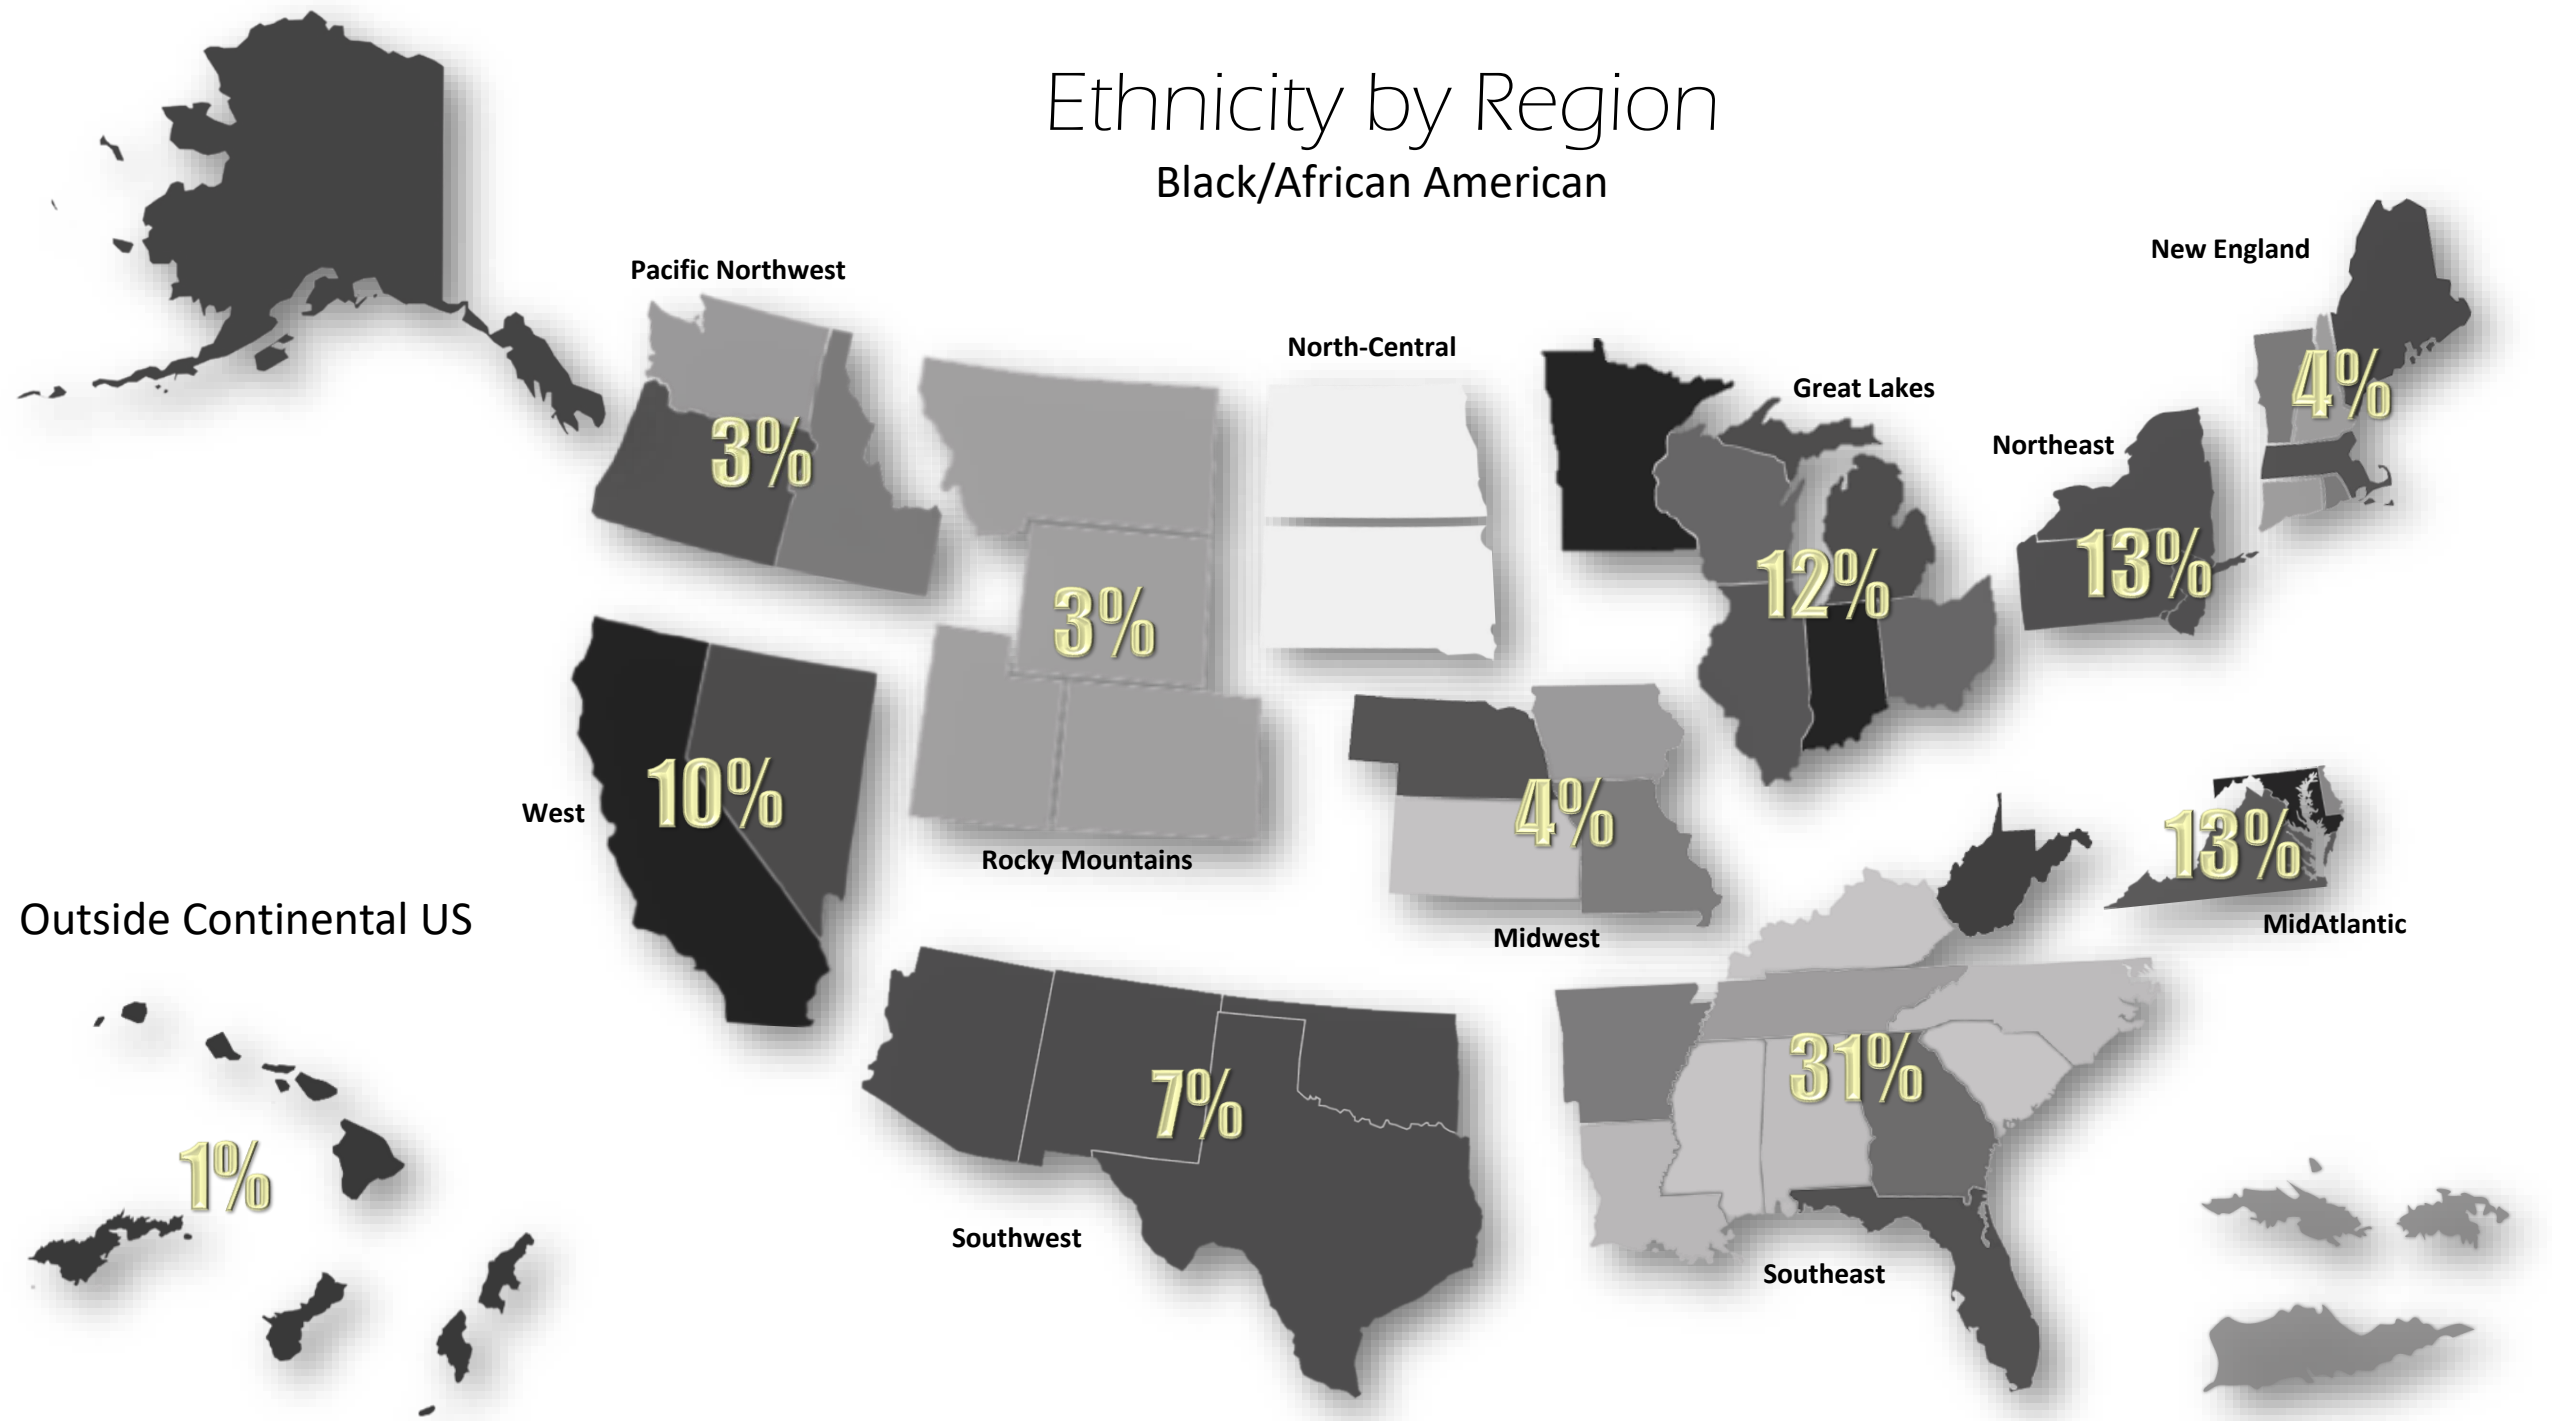 Ethnicity by Region
Black/African American
New England
Pacific Northwest
North-Central
4%
Great Lakes
Northeast
3%
13%
12%
3%
10%
West
4%
13%
Rocky Mountains
Outside Continental US
MidAtlantic
Midwest
31%
7%
1%
Southwest
Southeast